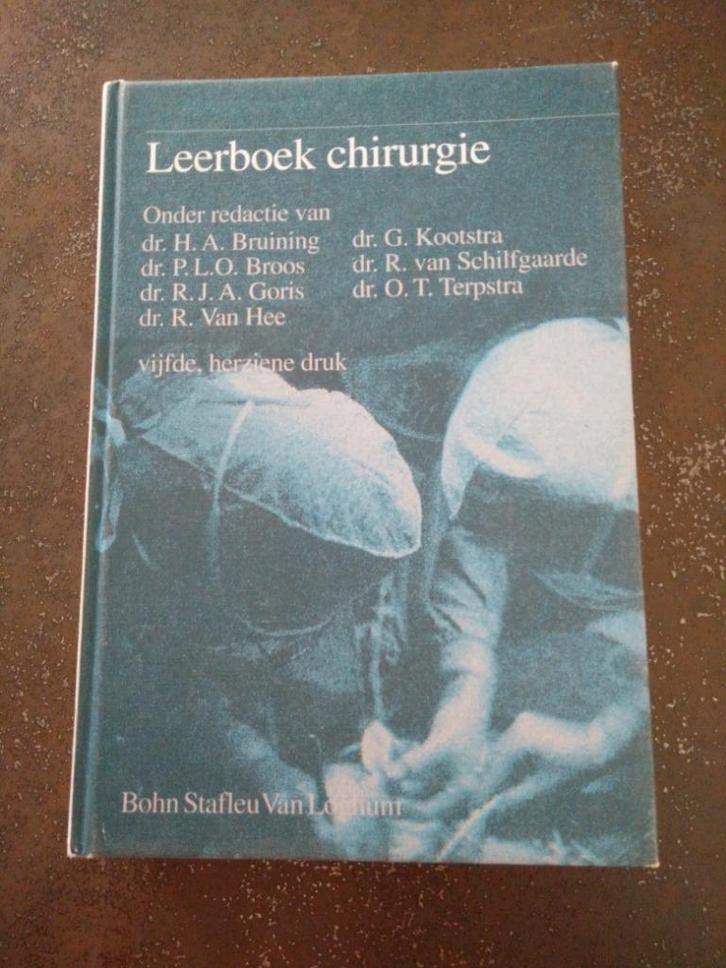 Leerboek chirurgie
Onder redactie van
dr. H. A. Bruining
dr. P.L.O. Broos
dr. R. J. A. Goris
dr. R. Van Hee
dr. G. Kootstra
dr. R. van Schilfgaarde
dr. O. T. Terpstra
vijfde, herziene druk
Bohn Stafleu Van Loghum